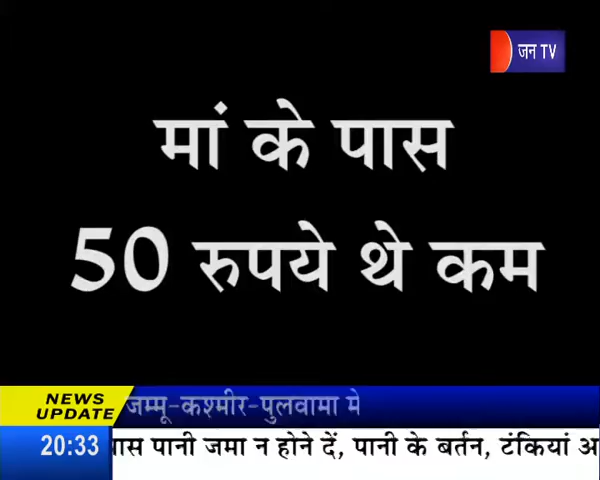 जन TV
मां के पास
50 रुपये थे कम
NEWS UPDATE
जम्मू-कश्मीर-पुलवामा मे
20:33
पानी जमा न होने दें, पानी के बर्तन, टंकियां